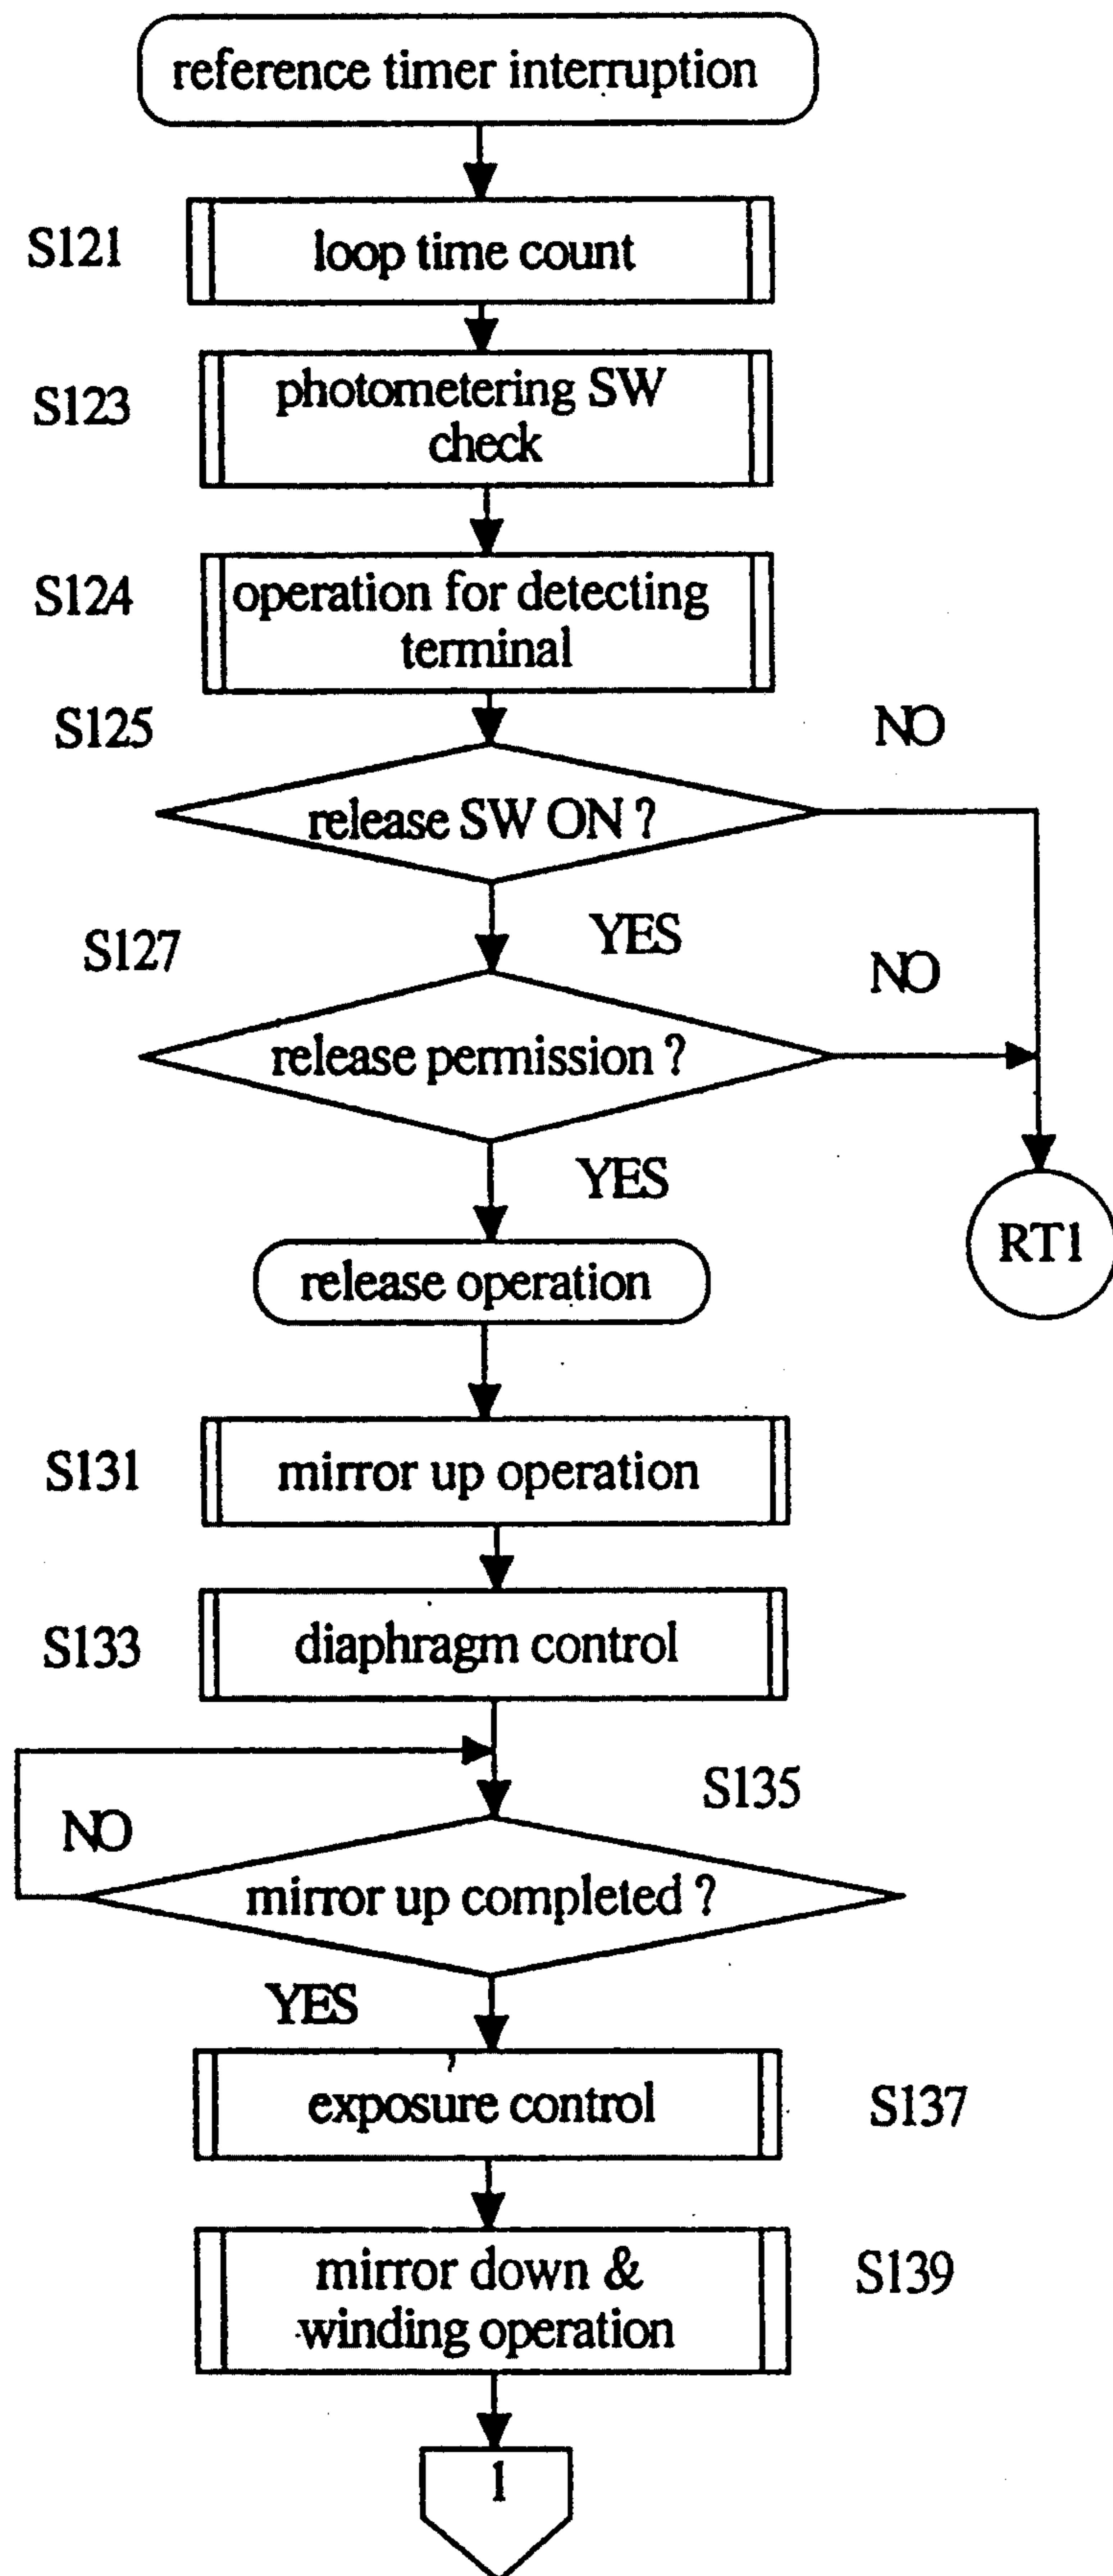 reference timer interruption
S121
loop time count
S123
photometering SW
check
S124
operation for detecting
terminal
S125
NO
release SW ON ?
YES
S127
NO
release permission ?
YES
RT1
release operation
S131
mirror up operation
S133
diaphragm control
S135
NO
mirror up completed ?
YES
exposure control
S137
mirror down &
winding operation
S139
1